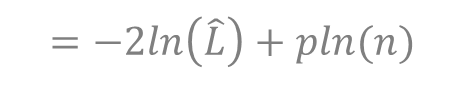 = −2ln(L̂) + pln(n)